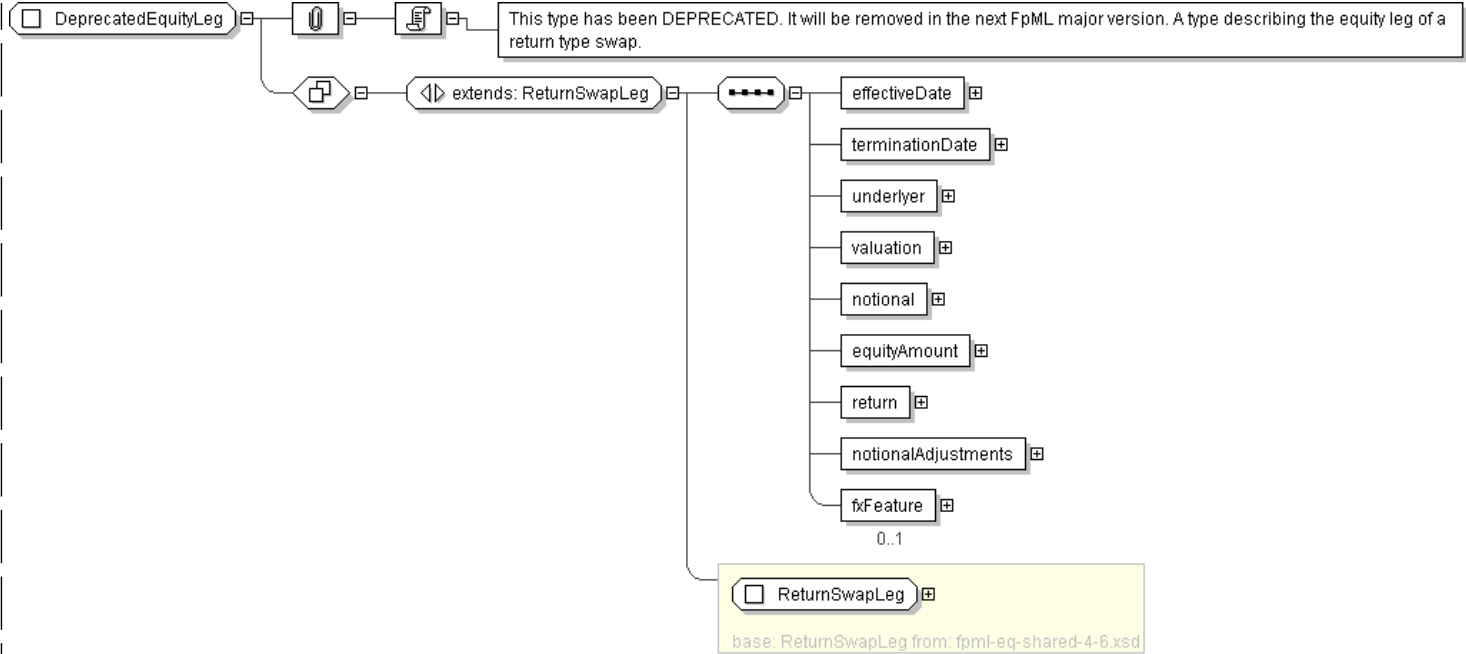 DeprecatedEquityLeg
This type has been DEPRECATED. It will be removed in the next FpML major version. A type describing the equity leg of a
return type swap.
extends: ReturnSwapLeg
effectiveDate
terminationDate
underlyer
valuation
notional
equityAmount
return
notionalAdjustments
fxFeature
0..1
ReturnSwapLeg
base: ReturnSwapLeg from: fpml-eq-shared-4-6.xsd